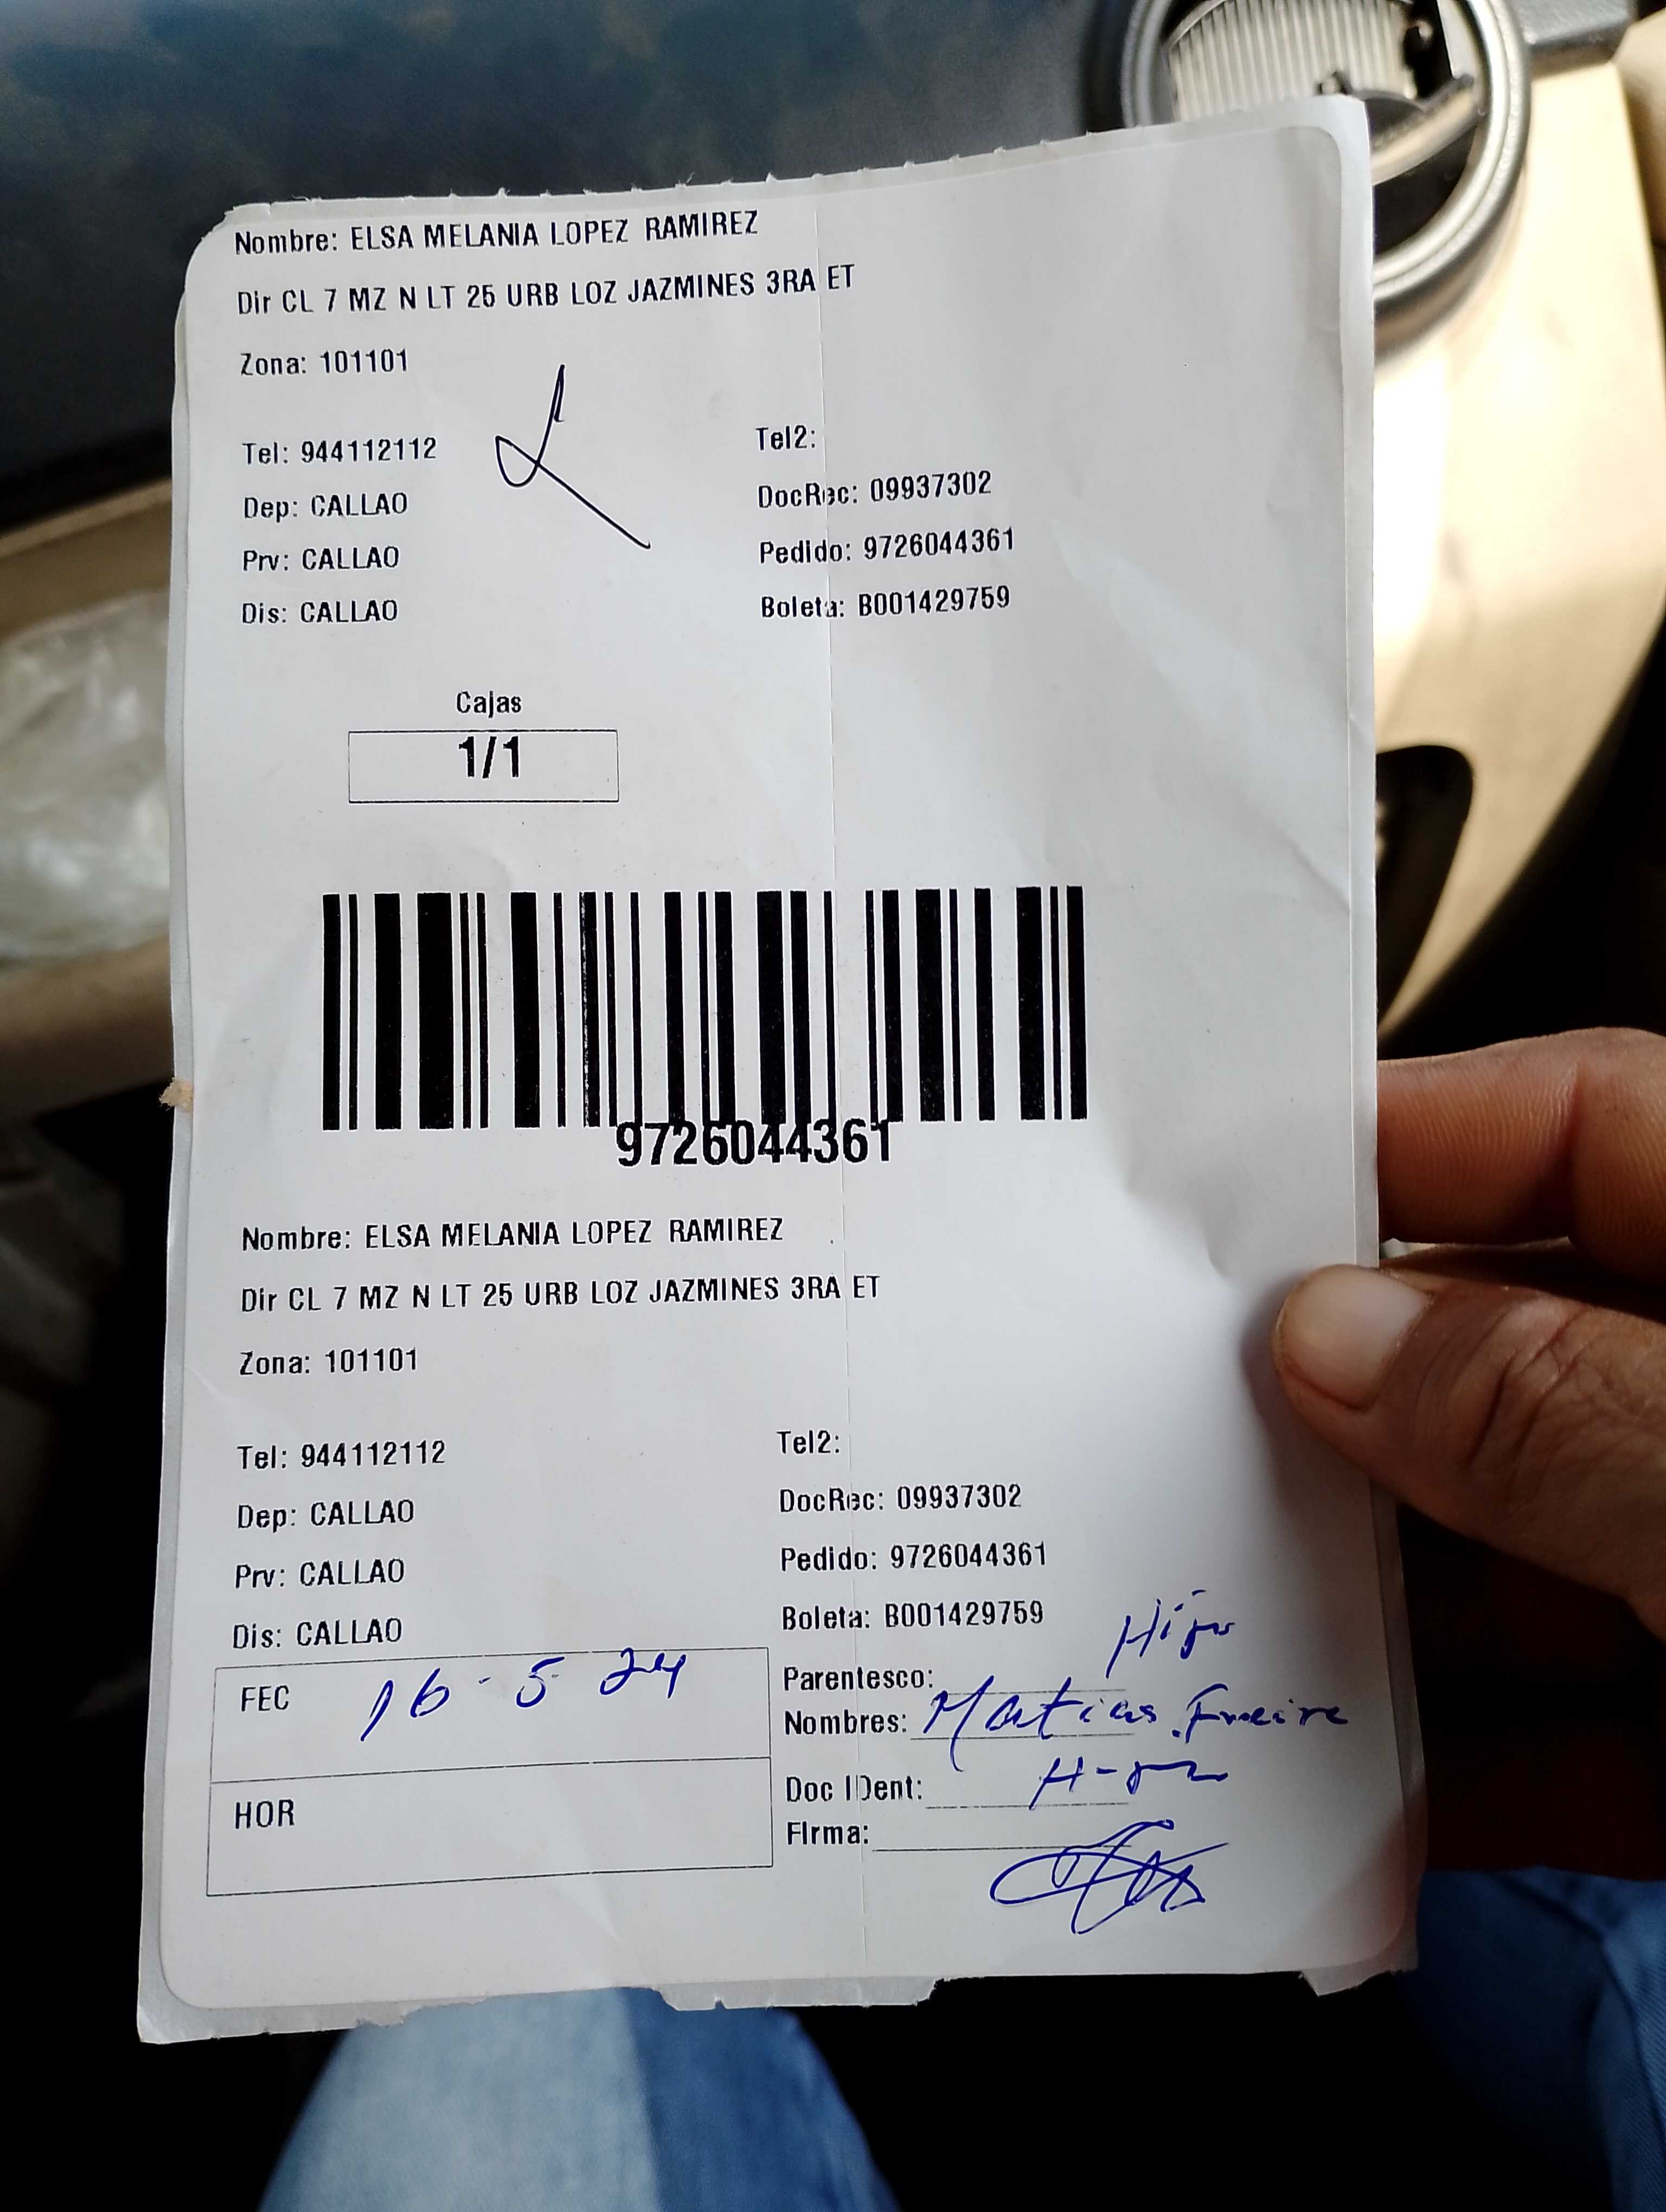 Nombre: ELSA MELANIA LOPEZ RAMIREZ
Dir CL 7 MZ N LT 25 URB LOZ JAZMINES 3RA ET
Zona: 101101
Tel: 944112112
Tel2:
Dep: CALLAO
DocRec: 09937302
Prv: CALLAO
Pedido: 9726044361
Dis: CALLAO
Boleta: B001429759
Cajas
1/1
9726044361
Nombre: ELSA MELANIA LOPEZ RAMIREZ
Dir CL 7 MZ N LT 25 URB LOZ JAZMINES 3RA ET
Zona: 101101
Tel: 944112112
Tel2:
Dep: CALLAO
DocRec: 09937302
Prv: CALLAO
Pedido: 9726044361
Dis: CALLAO
Boleta: B001429759
FEC 16-5 24
HOR
Parentesco: Hijo
Nombres: Matias Freire
Doc IDent:
Firma: